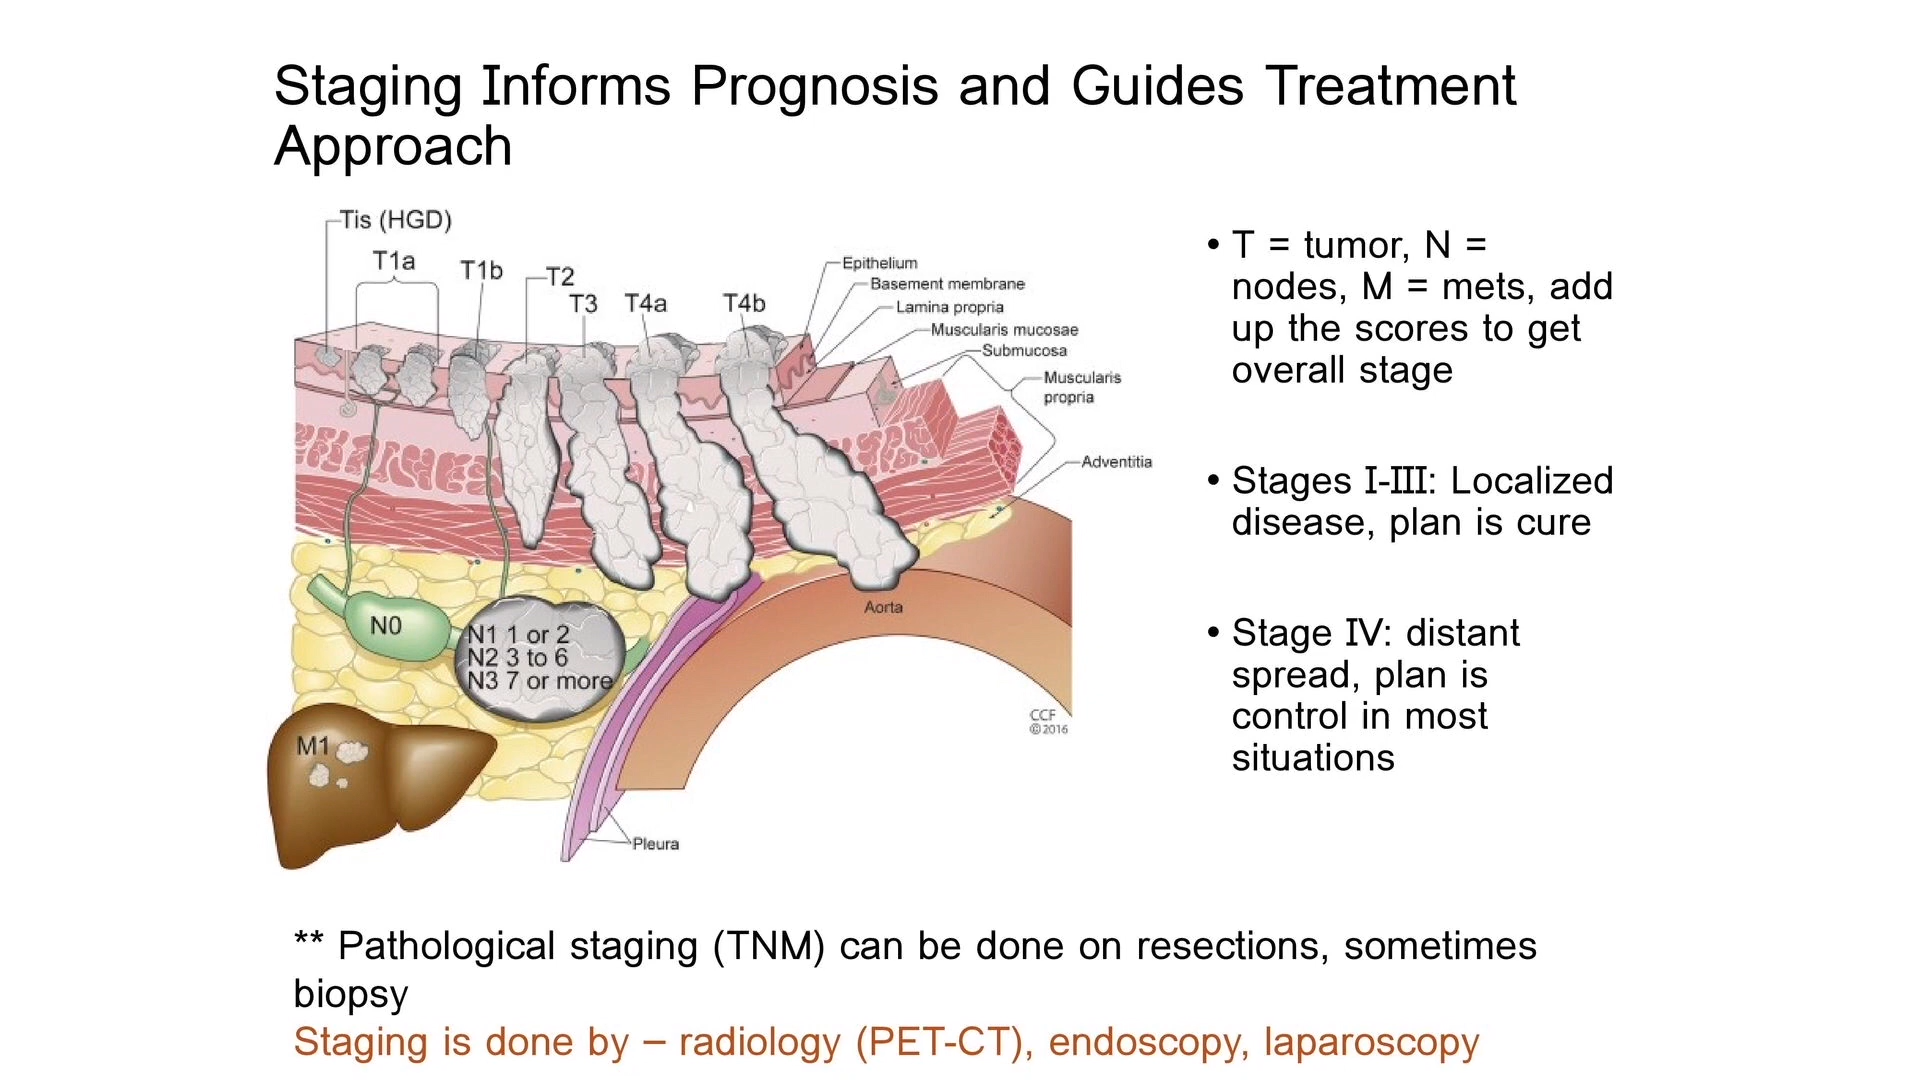 Staging Informs Prognosis and Guides Treatment
Approach
Tis (HGD)
T1a
T1b
T2
T3
T4a
T4b
Epithelium
Basement membrane
Lamina propria
Muscularis mucosae
Submucosa
Muscularis
propria
Adventitia
Aorta
N0
N1 1 or 2
N2 3 to 6
N3 7 or more
M1
CCF
©2016
Pleura
• T = tumor, N =
nodes, M = mets, add
up the scores to get
overall stage
• Stages I-III: Localized
disease, plan is cure
• Stage IV: distant
spread, plan is
control in most
situations
** Pathological staging (TNM) can be done on resections, sometimes
biopsy
Staging is done by – radiology (PET-CT), endoscopy, laparoscopy